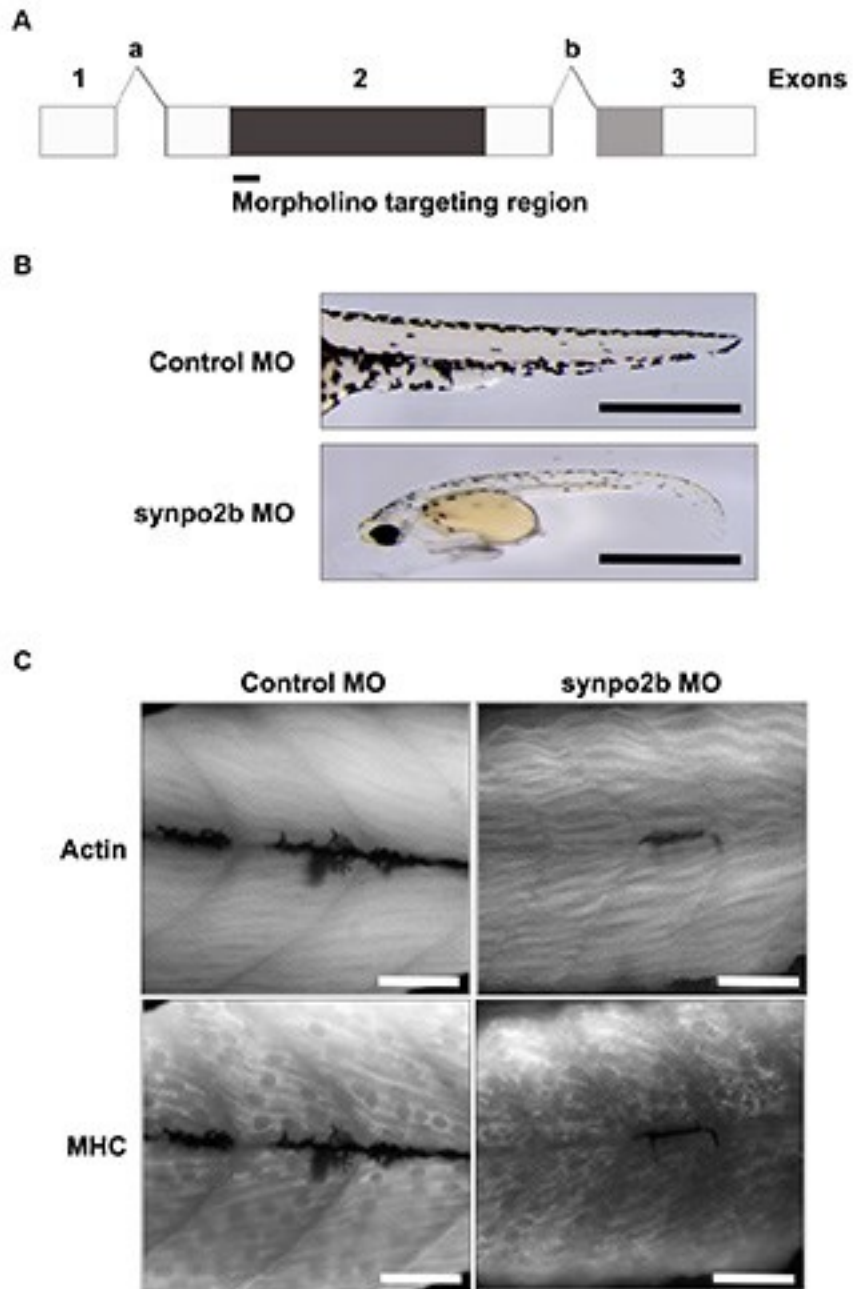 A
a b
1 2 3 Exons
Morpholino targeting region
B
Control MO
synpo2b MO
C
Control MO synpo2b MO
Actin
MHC